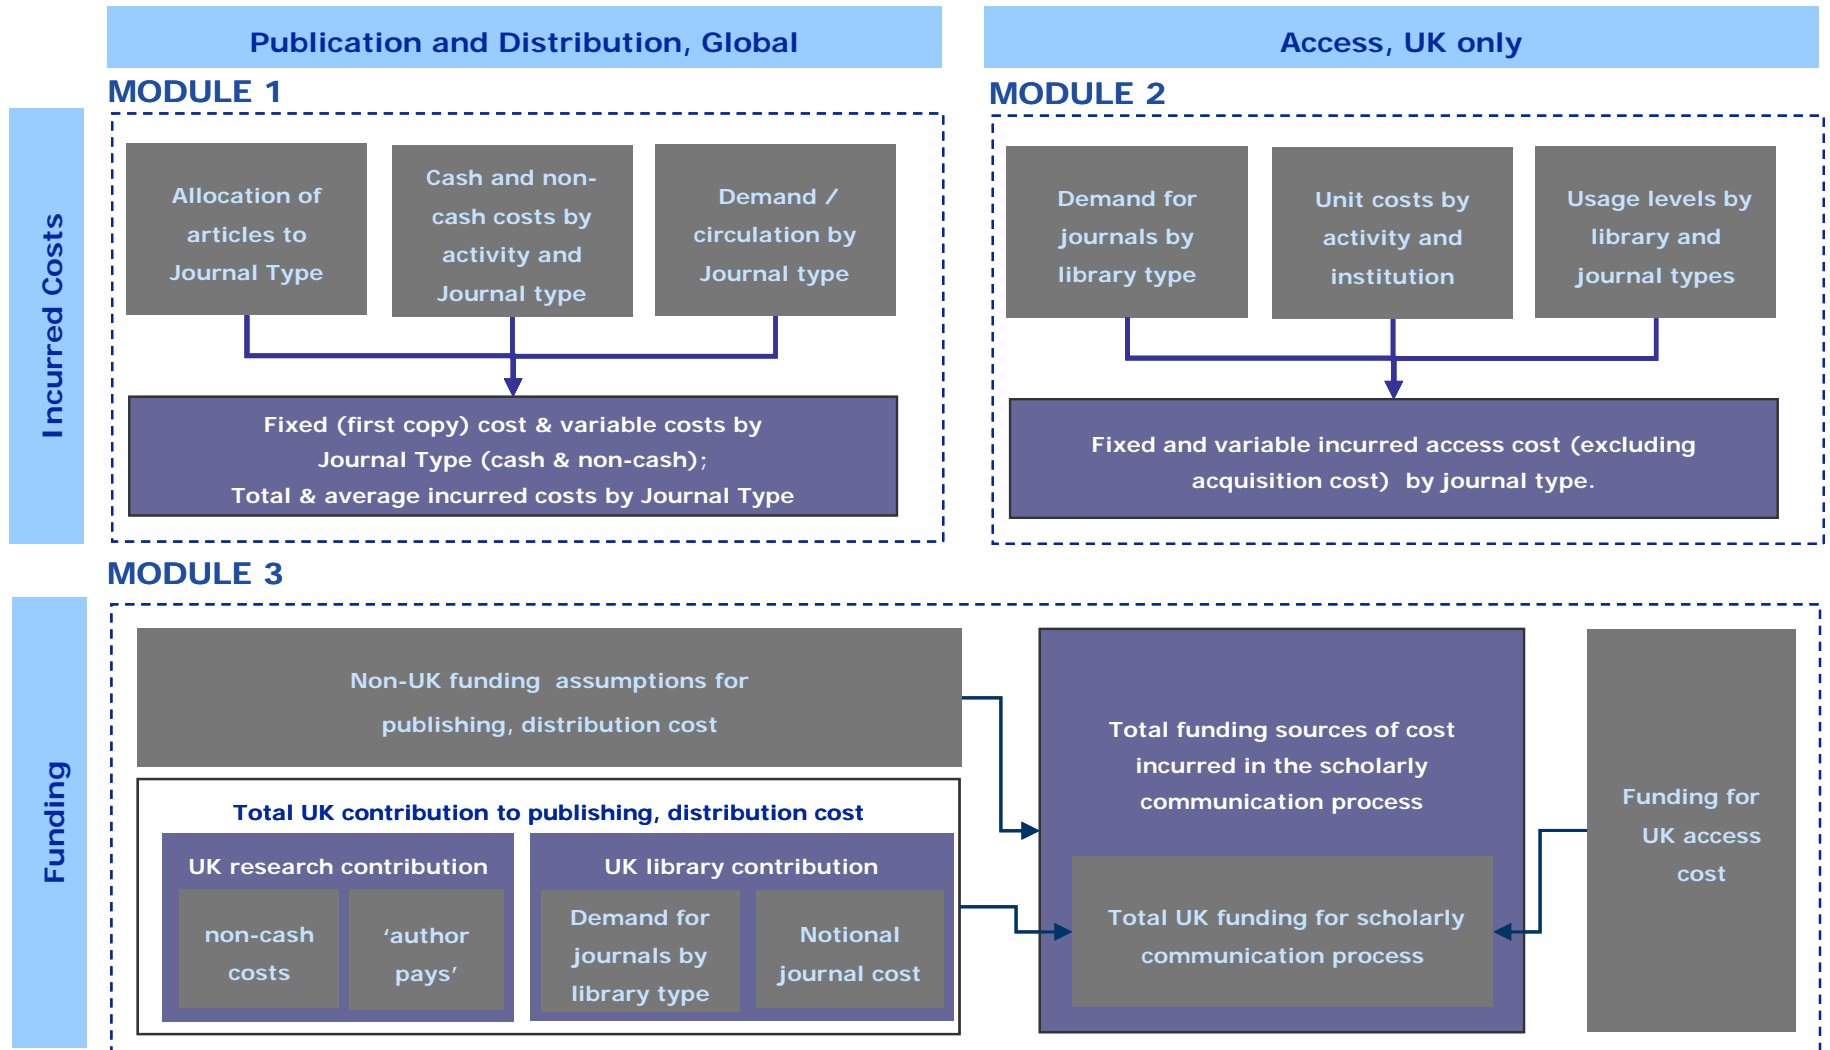 Publication and Distribution, Global
Access, UK only
MODULE 1
MODULE 2
Incurred Costs
Allocation of
articles to
Journal Type
Cash and non-
cash costs by
activity and
Journal type
Demand /
circulation by
Journal type
Demand for
journals by
library type
Unit costs by
activity and
institution
Usage levels by
library and
journal types
Fixed (first copy) cost & variable costs by
Journal Type (cash & non-cash);
Total & average incurred costs by Journal Type
Fixed and variable incurred access cost (excluding
acquisition cost)  by journal type.
MODULE 3
Funding
Non-UK funding  assumptions for
publishing, distribution cost
Total UK contribution to publishing, distribution cost
UK research contribution
non-cash
costs
‘author
pays’
UK library contribution
Demand for
journals by
library type
Notional
journal cost
Total funding sources of cost
incurred in the scholarly
communication process
Total UK funding for scholarly
communication process
Funding for
UK access
cost